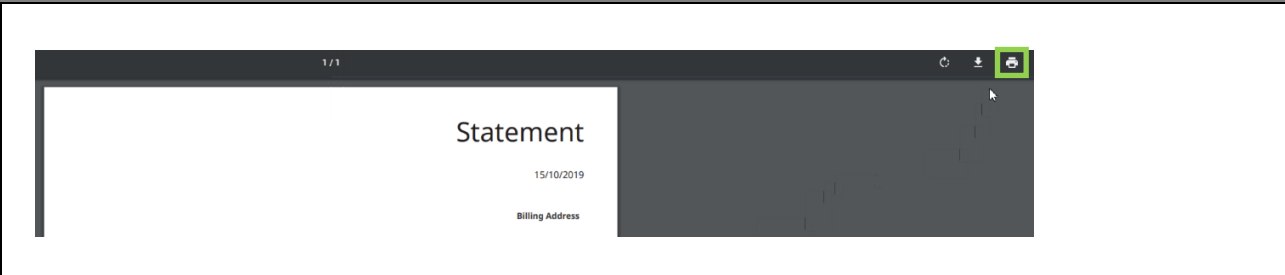 1 / 1
Statement
15/10/2019
Billing Address